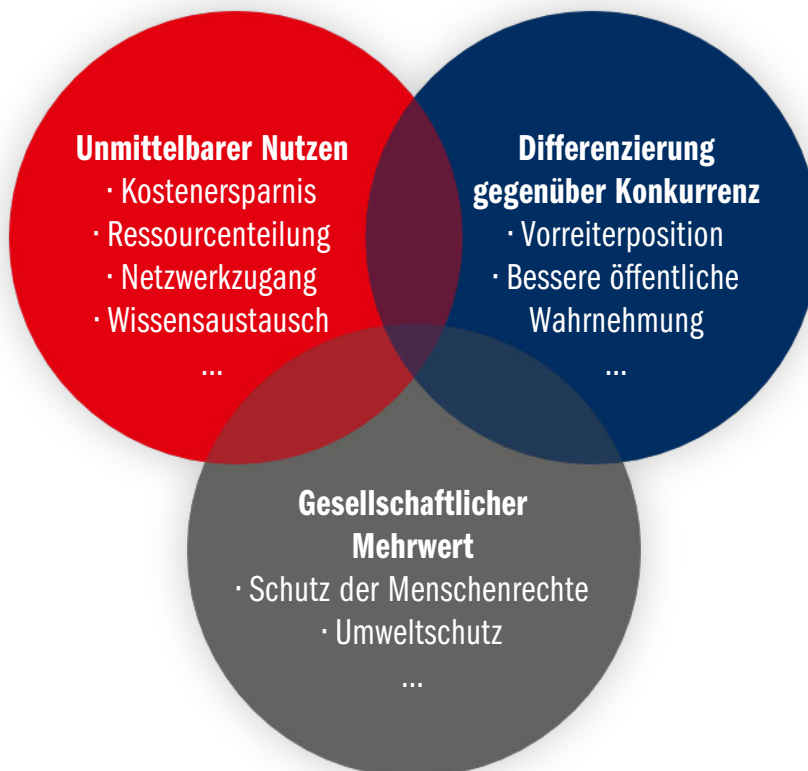 Unmittelbarer Nutzen
· Kostenersparnis
· Ressourcenteilung
· Netzwerkzugang
· Wissensaustausch
...
Differenzierung
gegenüber Konkurrenz
· Vorreiterposition
· Bessere öffentliche
Wahrnehmung
...
Gesellschaftlicher
Mehrwert
· Schutz der Menschenrechte
· Umweltschutz
...